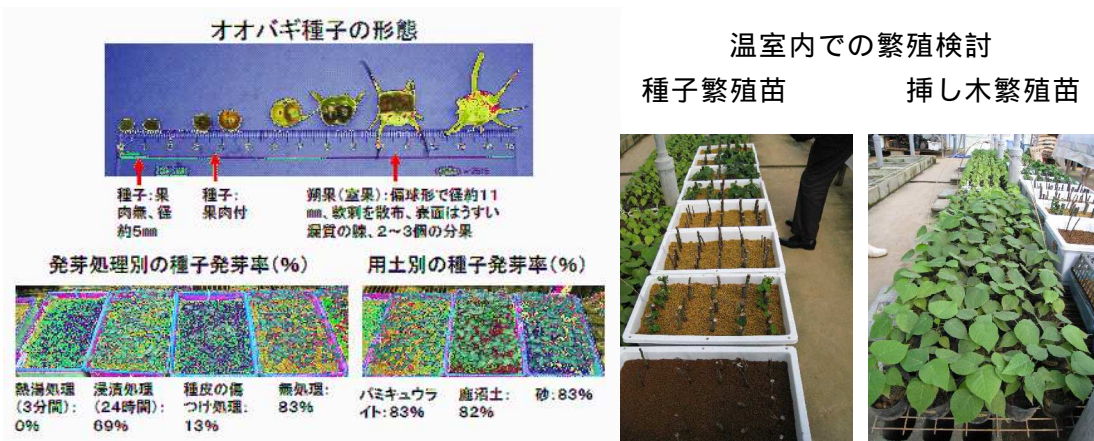 オオバギ種子の形態
種子:果
肉無、径
約5㎜
種子:
果肉付
朔果(室果):偏球形で径約11
㎜、軟刺を散布、表面はうすい
2~3個の分果
発芽処理別の種子発芽率(%)
熱湯処理
(3分間):
0%
浸漬処理
(24時間):
69%
種皮の傷
つけ処理:
13%
無処理:
83%
用土別の種子発芽率(%)
バミキュウラ
イト:83%
鹿沼土:
82%
砂:83%
温室内での繁殖検討
種子繁殖苗 挿し木繁殖苗